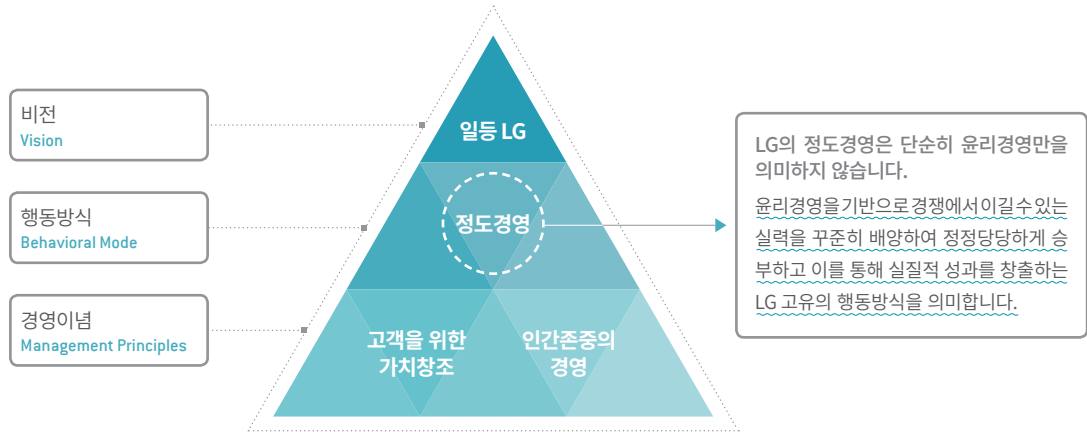 비전
Vision
일등 LG
행동방식
Behavioral Mode
정도경영
경영이념
Management Principles
고객을 위한
가치창조
인간존중의
경영
LG의 정도경영은 단순히 윤리경영만을
의미하지 않습니다.
윤리경영을기반으로경쟁에서이길수있는
실력을 꾸준히 배양하여 정정당당하게 승
부하고 이를 통해 실질적 성과를 창출하는
LG 고유의 행동방식을 의미합니다.